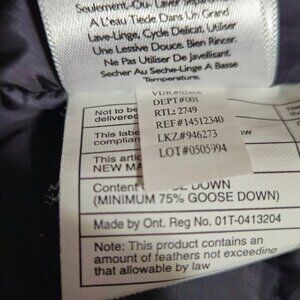 Seulement-Ou- Laver Separement
A L'eau Tiede Dans Un Grand
Lave-Linge, Cycle Delicat, Utiliser
Une Lessive Douce. Bien Rincer.
Ne Pas Utiliser De Javellisant.
Secher Au Seche-Linge A Basse
Temperature.
DEPT#001
RTL: 2749
REF#14512340
LKZ#946273
LOT#0505994
Not to be
This label
This artic
NEW MA
Content
DOWN
(MINIMUM 75% GOOSE DOWN)
Made by Ont. Reg No. 01T-0413204
Note: This product contains an
amount of feathers not exceeding
that allowable by law